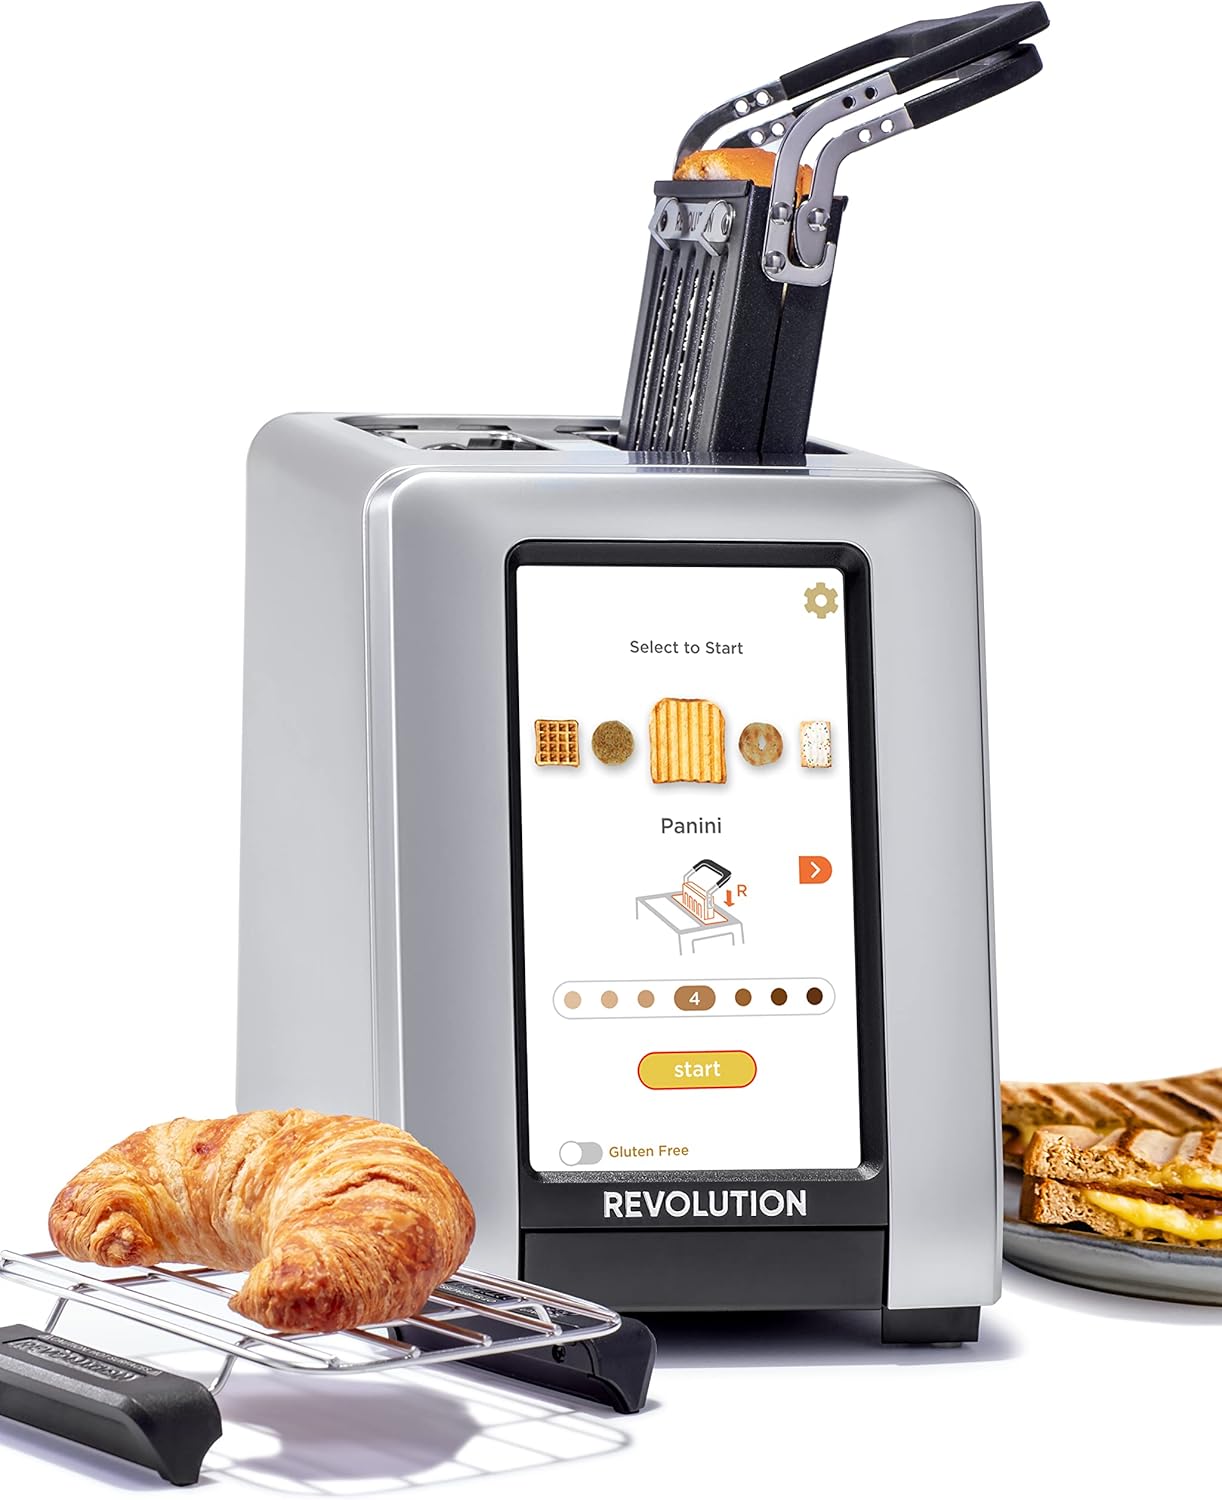 Select to Start
Panini
R
4
start
Gluten Free
REVOLUTION